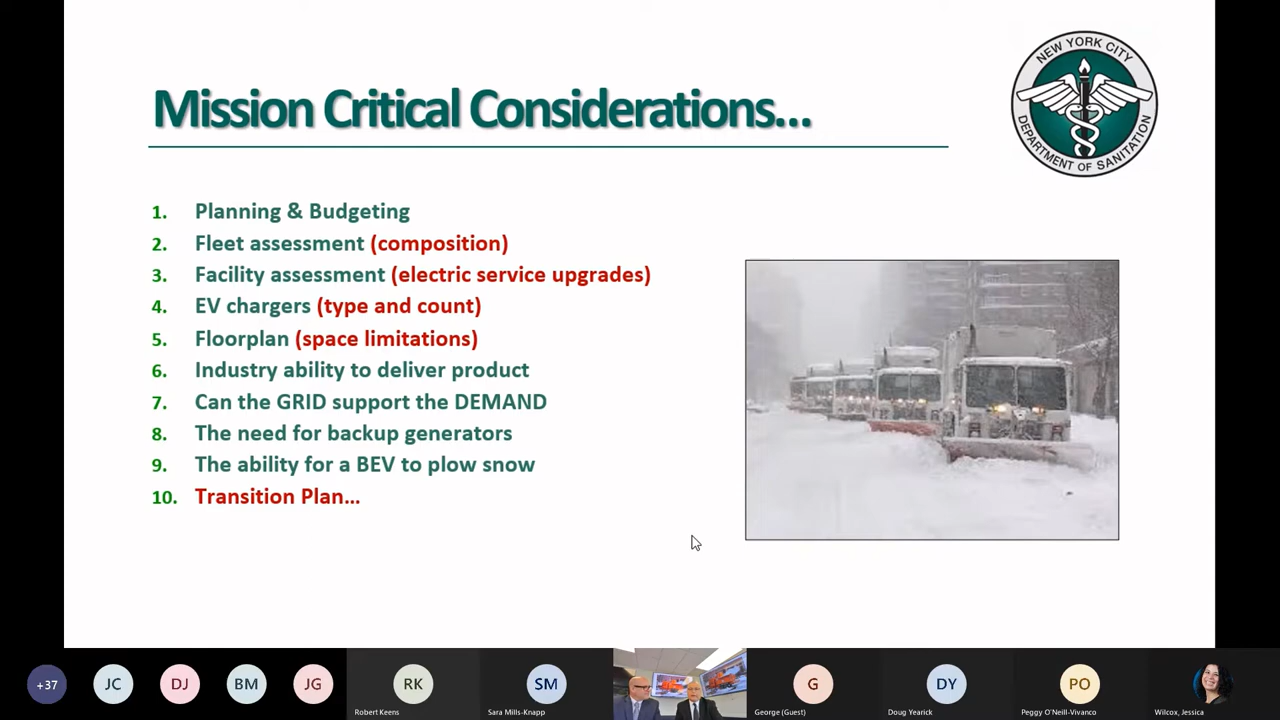 Mission Critical Considerations...
NEW YORK CITY
DEPARTMENT OF SANITATION
1. Planning & Budgeting
2. Fleet assessment (composition)
3. Facility assessment (electric service upgrades)
4. EV chargers (type and count)
5. Floorplan (space limitations)
6. Industry ability to deliver product
7. Can the GRID support the DEMAND
8. The need for backup generators
9. The ability for a BEV to plow snow
10. Transition Plan...
+37
JC
DJ
BM
JG
RK
SM
G
DY
PO
Robert Keens
Sara Mills-Knapp
George (Guest)
Doug Yearick
Peggy O'Neill-Vivanco
Wilcox, Jessica